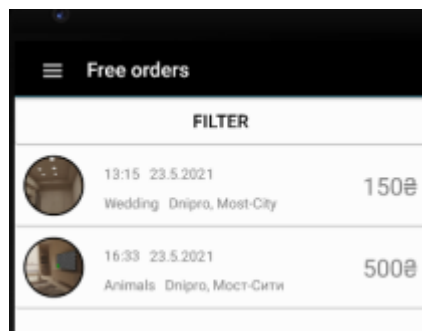 Free orders
FILTER
13:15 23.5.2021
150₴
Wedding Dnipro, Most-City
16:33 23.5.2021
500₴
Animals Dnipro, Мост-Сити